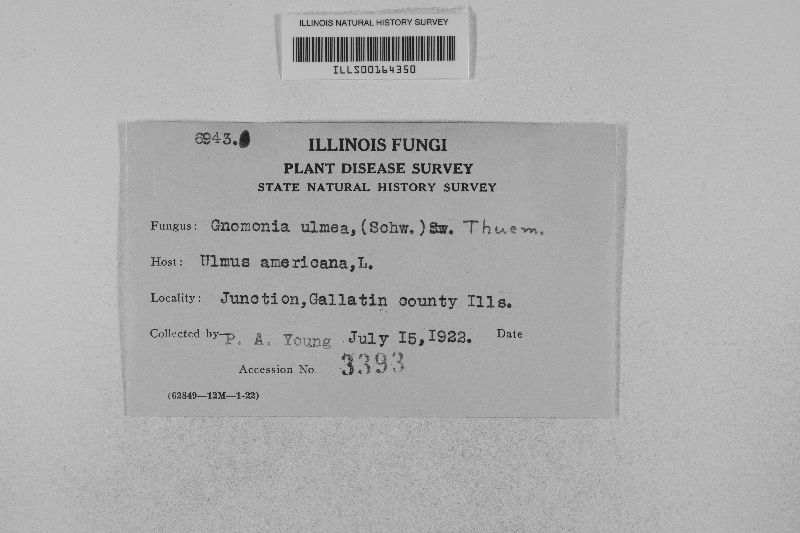 ILLINOIS NATURAL HISTORY SURVEY
ILLS00164350
6943.
ILLINOIS FUNGI
PLANT DISEASE SURVEY
STATE NATURAL HISTORY SURVEY
Fungus: Gnomonia ulmea, (Schw.) Thuem.
Host: Ulmus americana, L.
Locality: Junction, Gallatin county Ills.
Collected by P. A. Young July 15, 1922. Date
Accession No. 3393
(62849—12M—1-22)